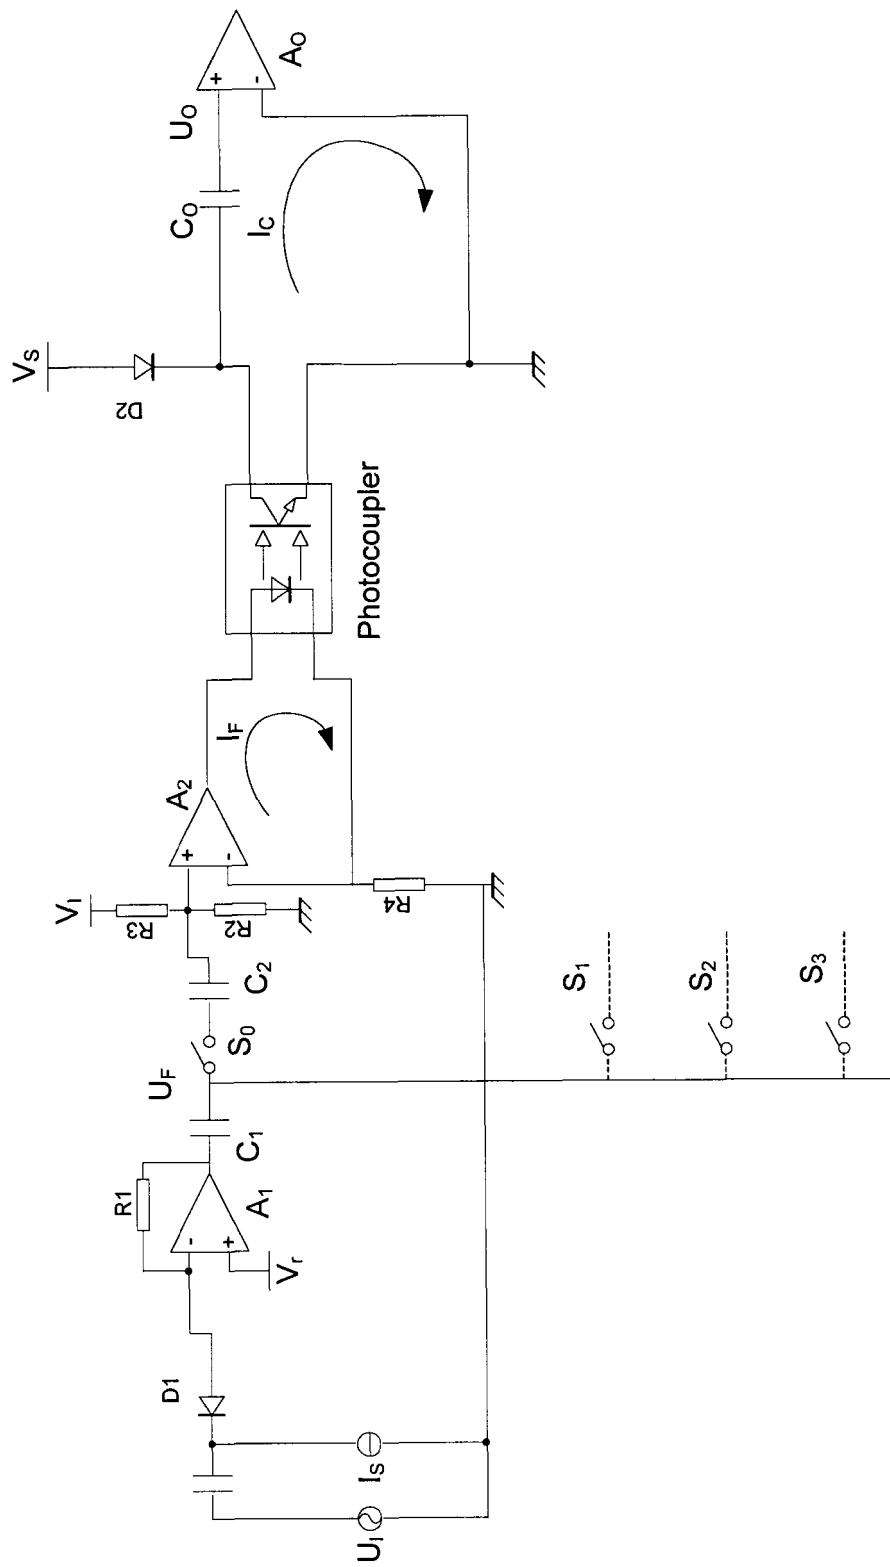 U_I
I_S
D1
R1
-
+
A_1
V_r
C_1
U_F
S_0
C_2
V_I
R3
R2
+
-
A_2
R4
I_F
Photocoupler
V_S
D2
C_O
U_O
I_C
+
-
A_O
S_1
S_2
S_3